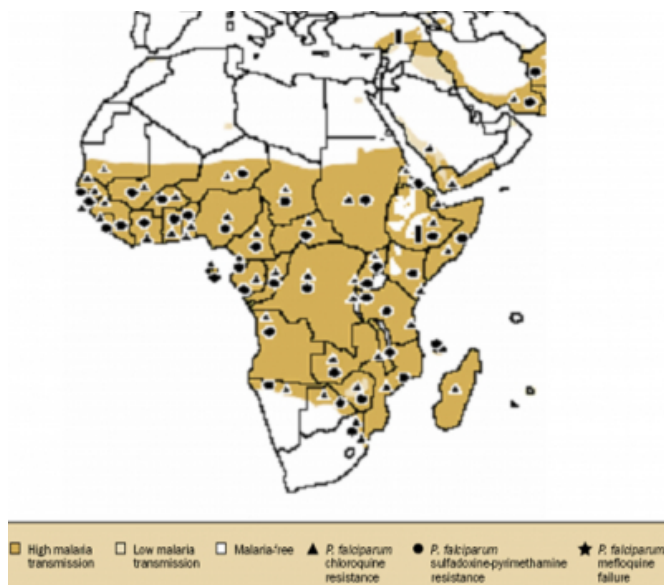 High malaria
transmission
Low malaria
transmission
Malaria-free
P. falciparum
chloroquine
resistance
P. falciparum
sulfadoxine-pyrimethamine
resistance
P. falciparum
mefloquine
failure